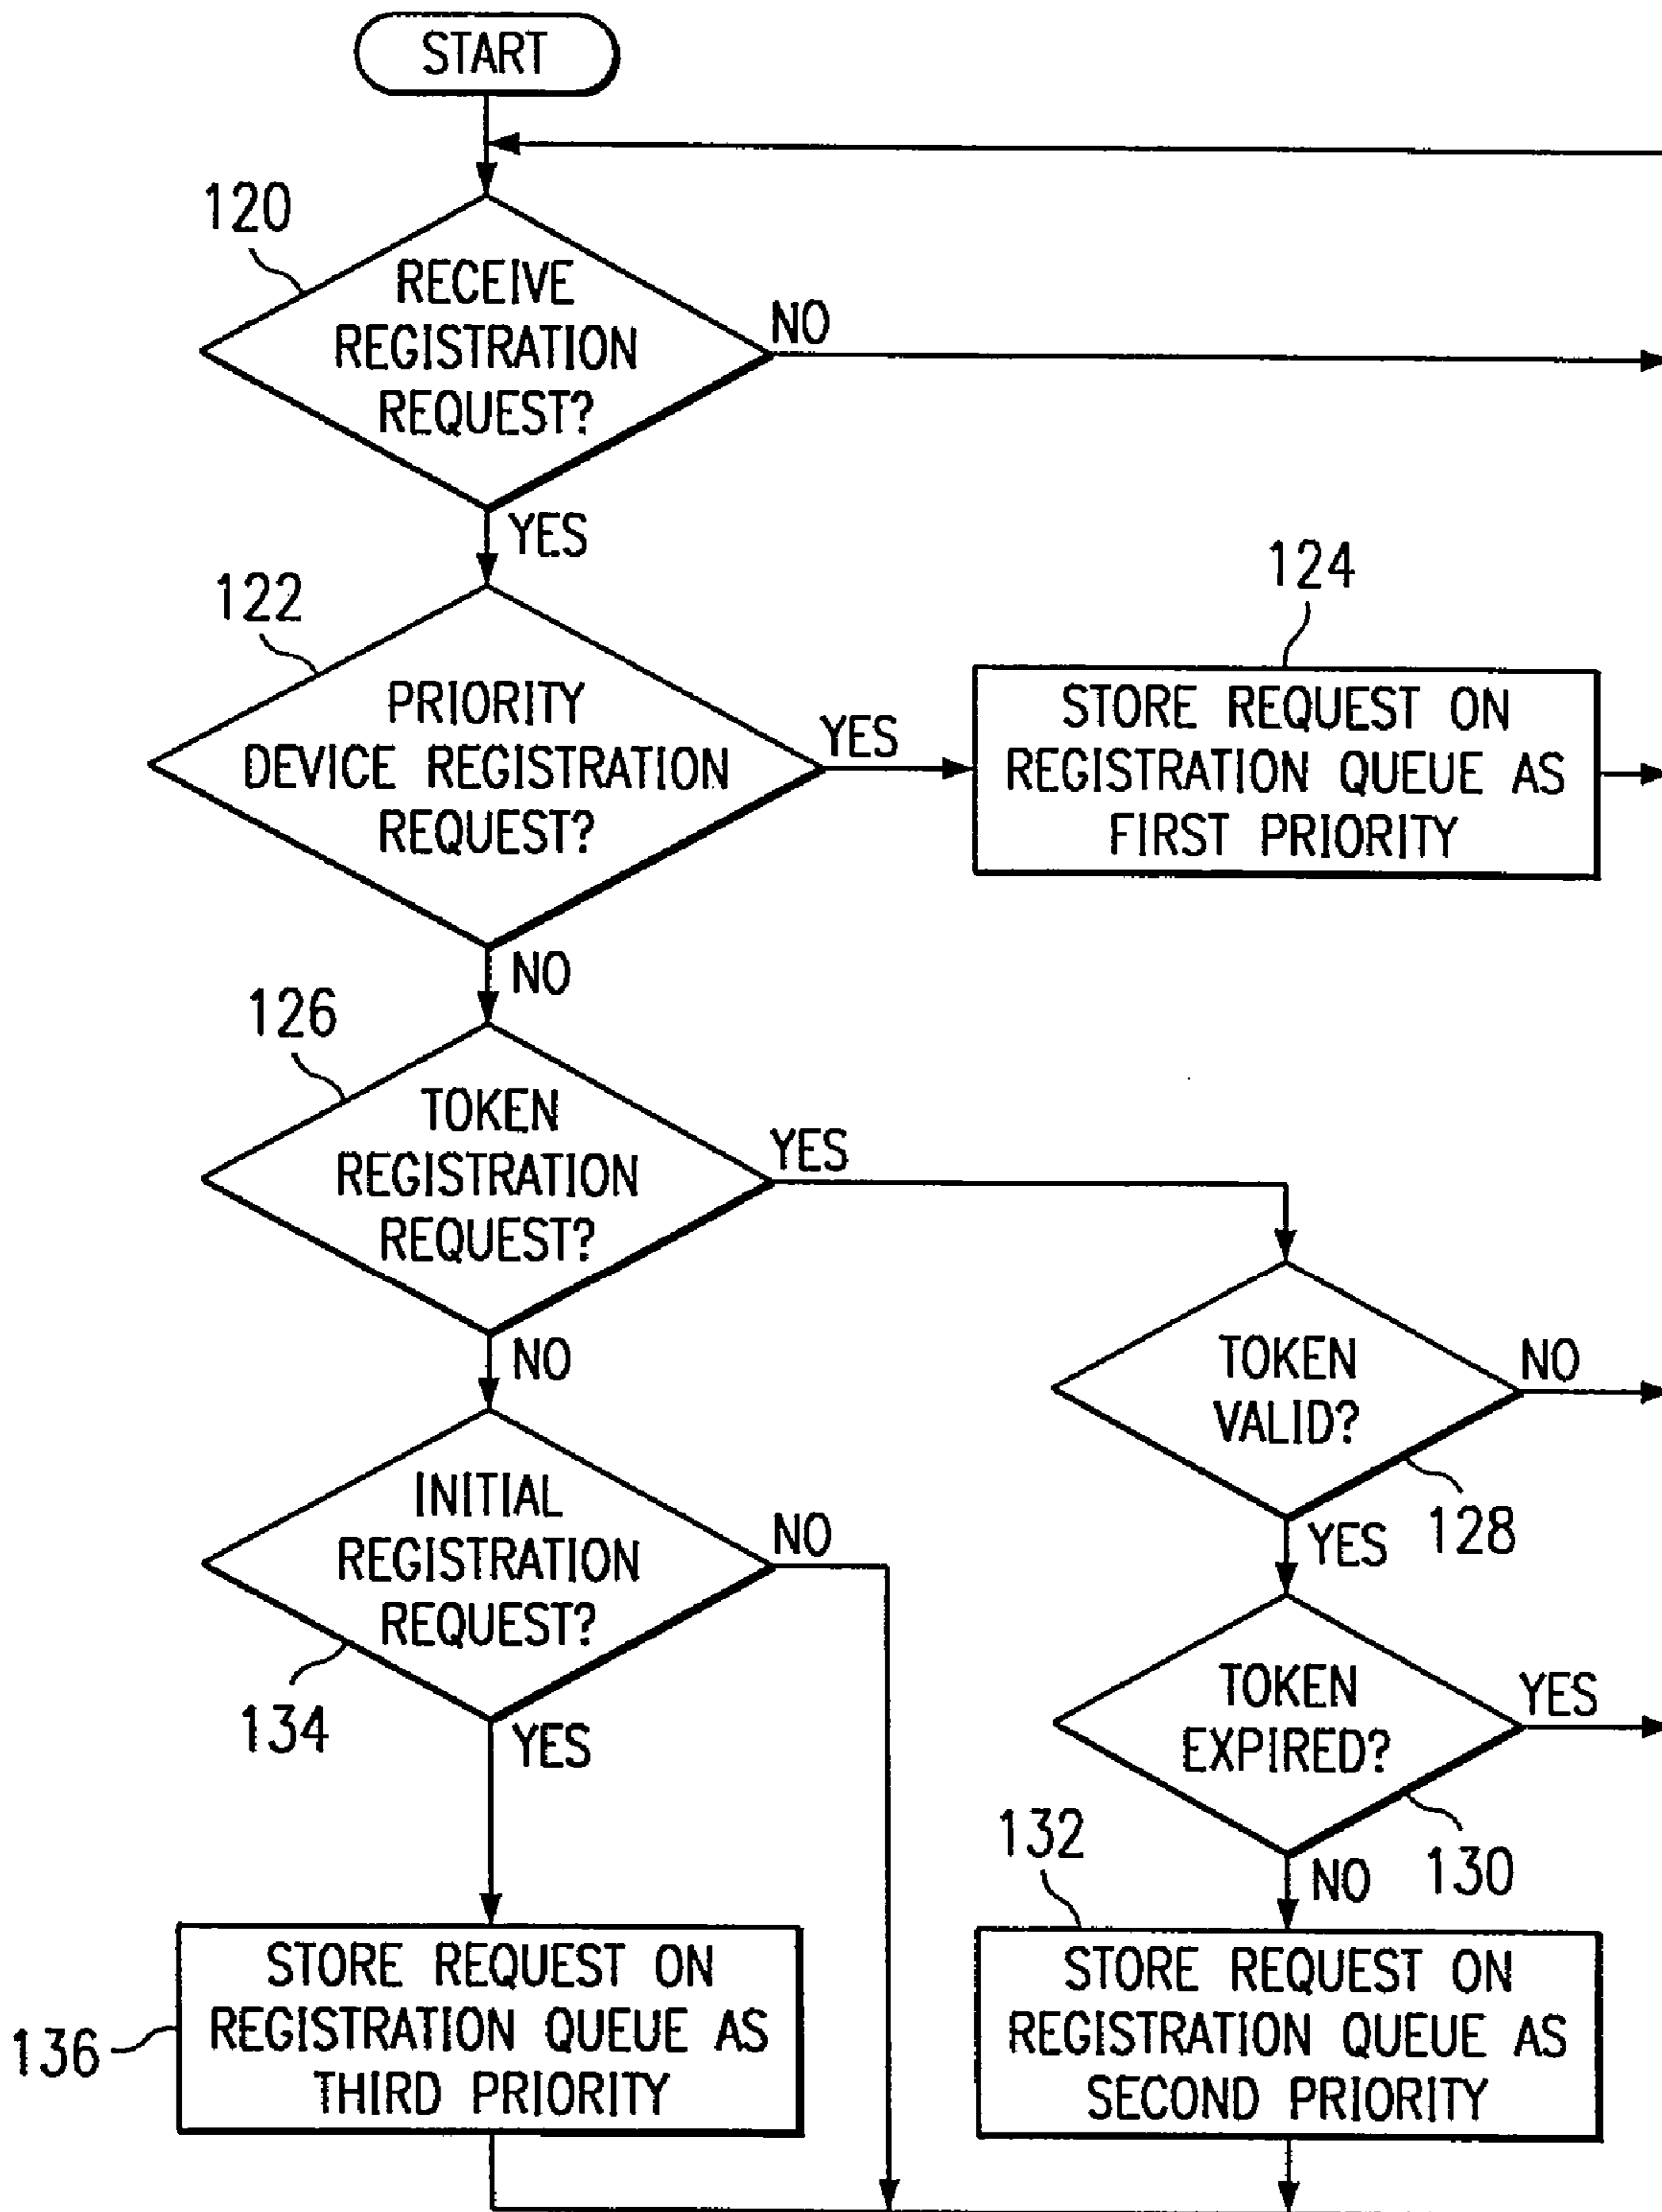 START
120
RECEIVE
REGISTRATION
REQUEST?
NO
YES
122
PRIORITY
DEVICE REGISTRATION
REQUEST?
YES
124
STORE REQUEST ON
REGISTRATION QUEUE AS
FIRST PRIORITY
NO
126
TOKEN
REGISTRATION
REQUEST?
YES
NO
TOKEN
VALID?
NO
128
YES
INITIAL
REGISTRATION
REQUEST?
NO
134
YES
TOKEN
EXPIRED?
YES
130
NO
132
STORE REQUEST ON
REGISTRATION QUEUE AS
SECOND PRIORITY
136
STORE REQUEST ON
REGISTRATION QUEUE AS
THIRD PRIORITY